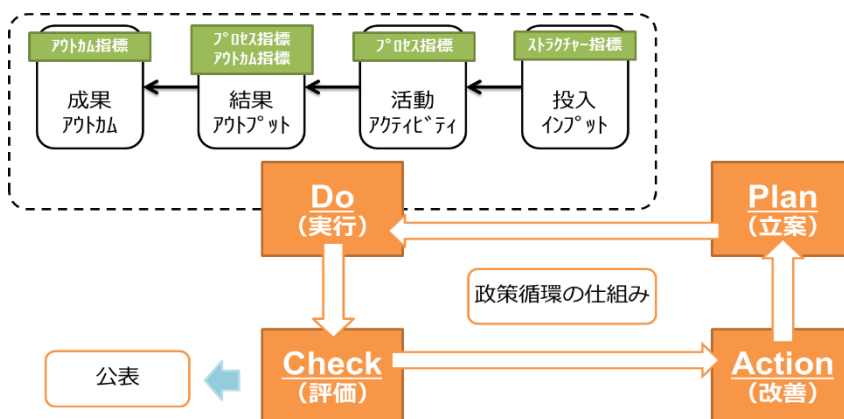 ｱｳﾄｶﾑ指標
ﾌﾟﾛｾｽ指標
ｱｳﾄｶﾑ指標
ﾌﾟﾛｾｽ指標
ｽﾄﾗｸﾁｬｰ指標
成果
ｱｳﾄｶﾑ
結果
ｱｳﾄﾌﾟｯﾄ
活動
ｱｸﾃｨﾋﾞﾃｨ
投入
ｲﾝﾌﾟｯﾄ
Do
（実行）
Plan
（立案）
政策循環の仕組み
公表
Check
（評価）
Action
（改善）